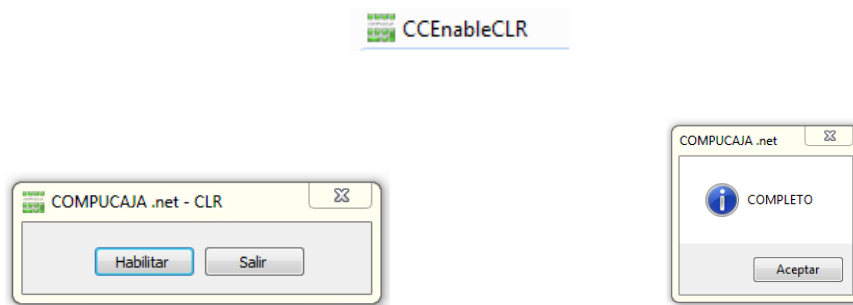 CCEnableCLR
COMPUCAJA .net
COMPLETO
Aceptar
COMPUCAJA .net - CLR
Habilitar
Salir